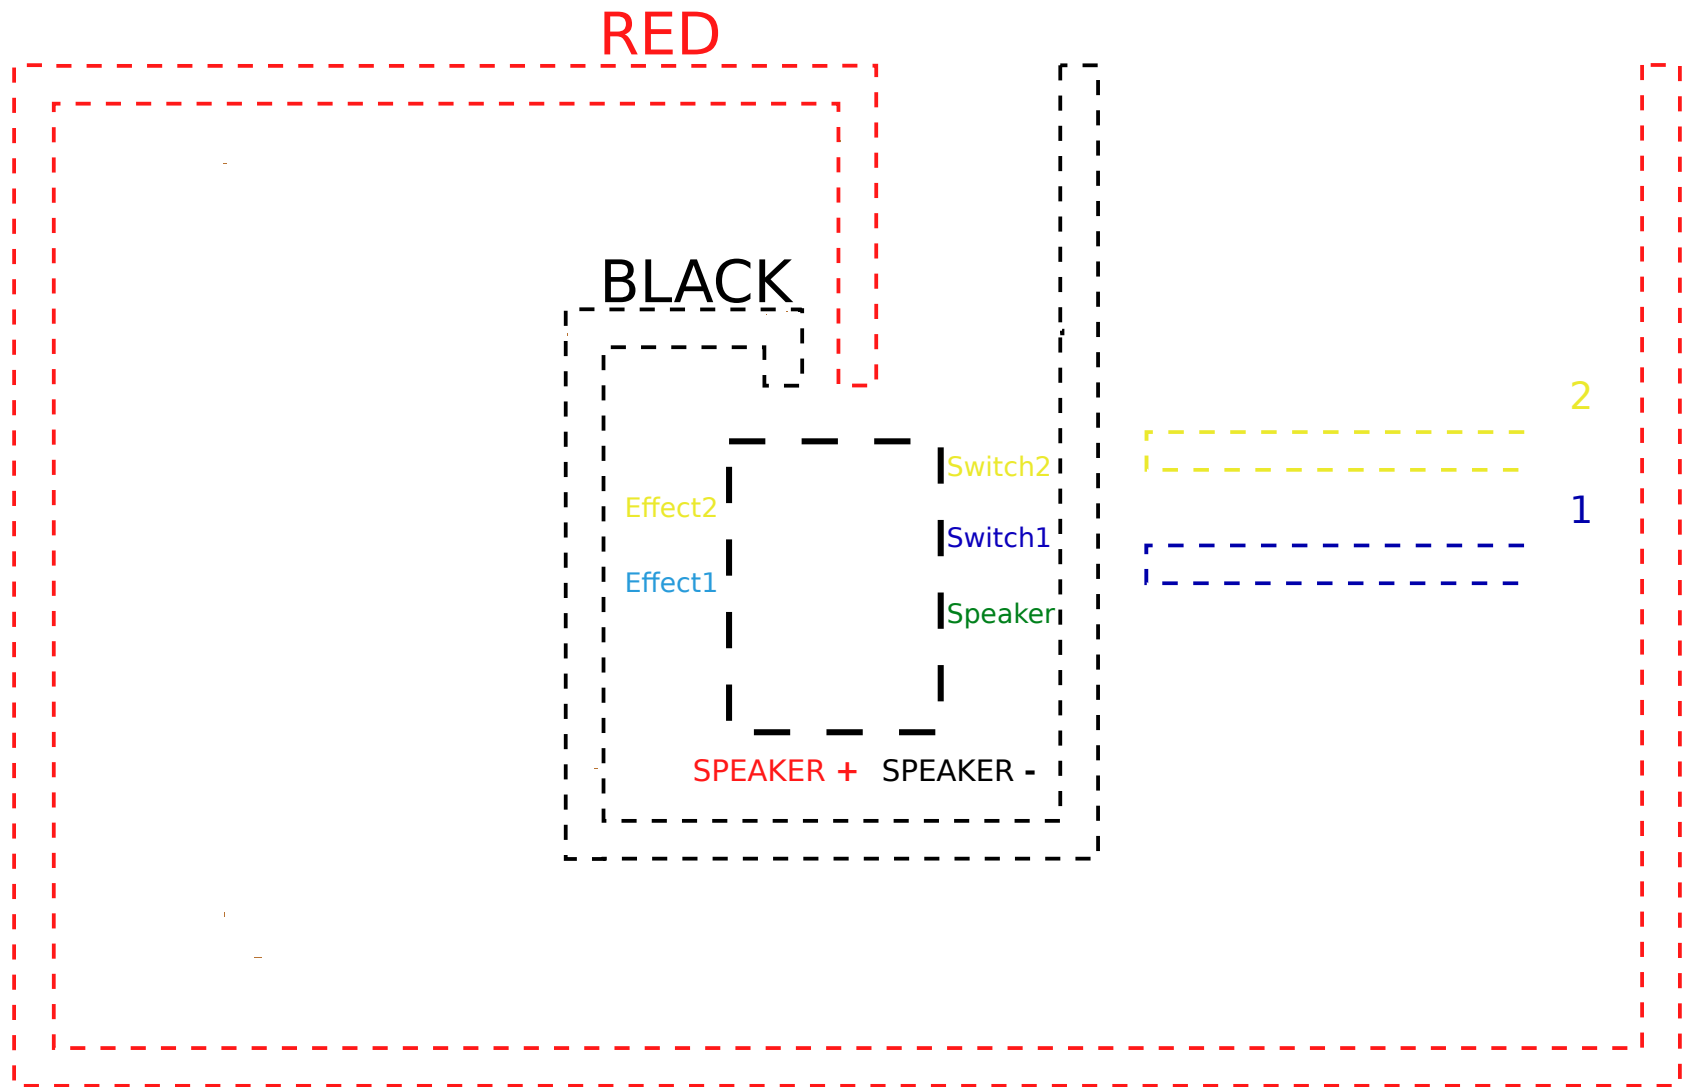 RED
BLACK
2
Switch2
Effect2
1
Switch1
Effect1
Speaker
SPEAKER + SPEAKER -